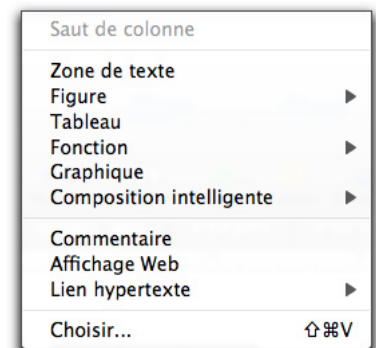 Saut de colonne
Zone de texte
Figure ▶
Tableau
Fonction ▶
Graphique
Composition intelligente ▶
Commentaire
Affichage Web
Lien hypertexte ▶
Choisir... ⇧⌘V